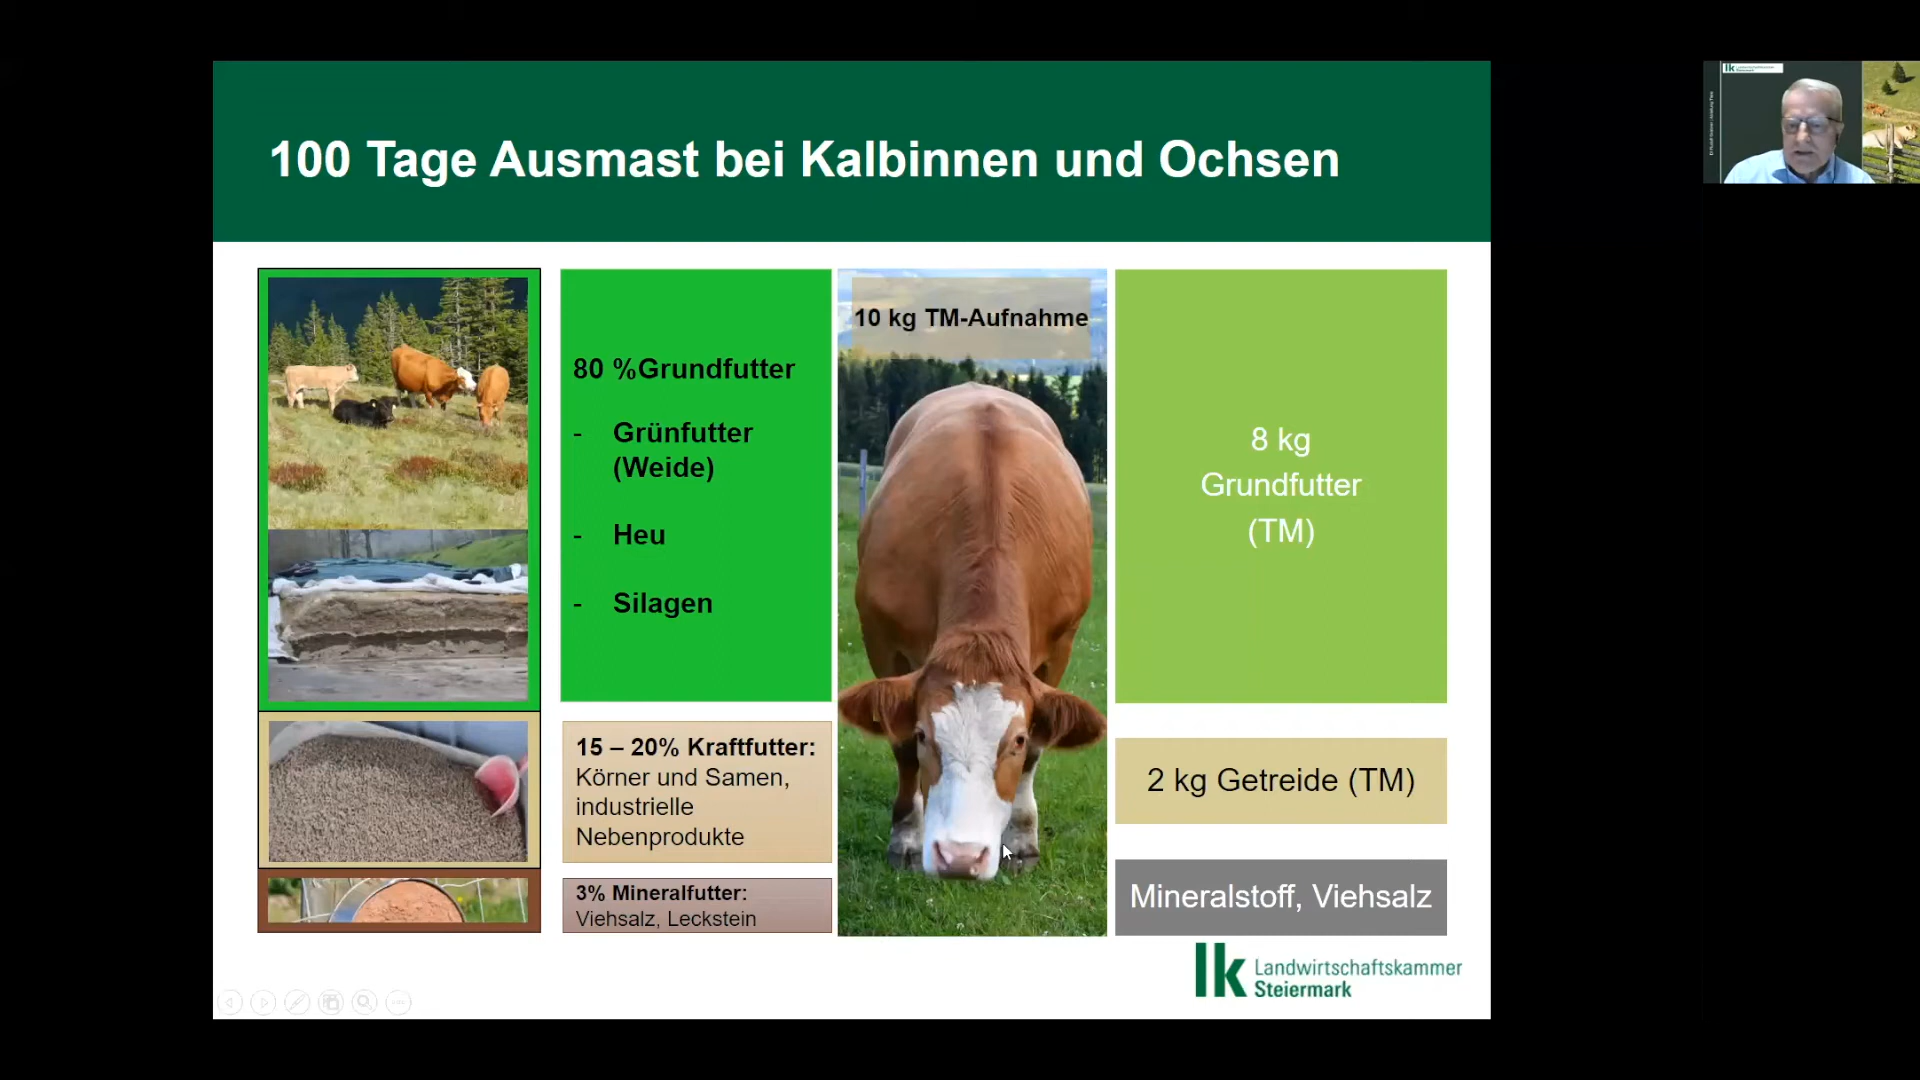 100 Tage Ausmast bei Kalbinnen und Ochsen
80 %Grundfutter
- Grünfutter
(Weide)
- Heu
- Silagen
15 – 20% Kraftfutter:
Körner und Samen,
industrielle
Nebenprodukte
3% Mineralfutter:
Viehsalz, Leckstein
10 kg TM-Aufnahme
8 kg
Grundfutter
(TM)
2 kg Getreide (TM)
Mineralstoff, Viehsalz
lk Landwirtschaftskammer
Steiermark
lk